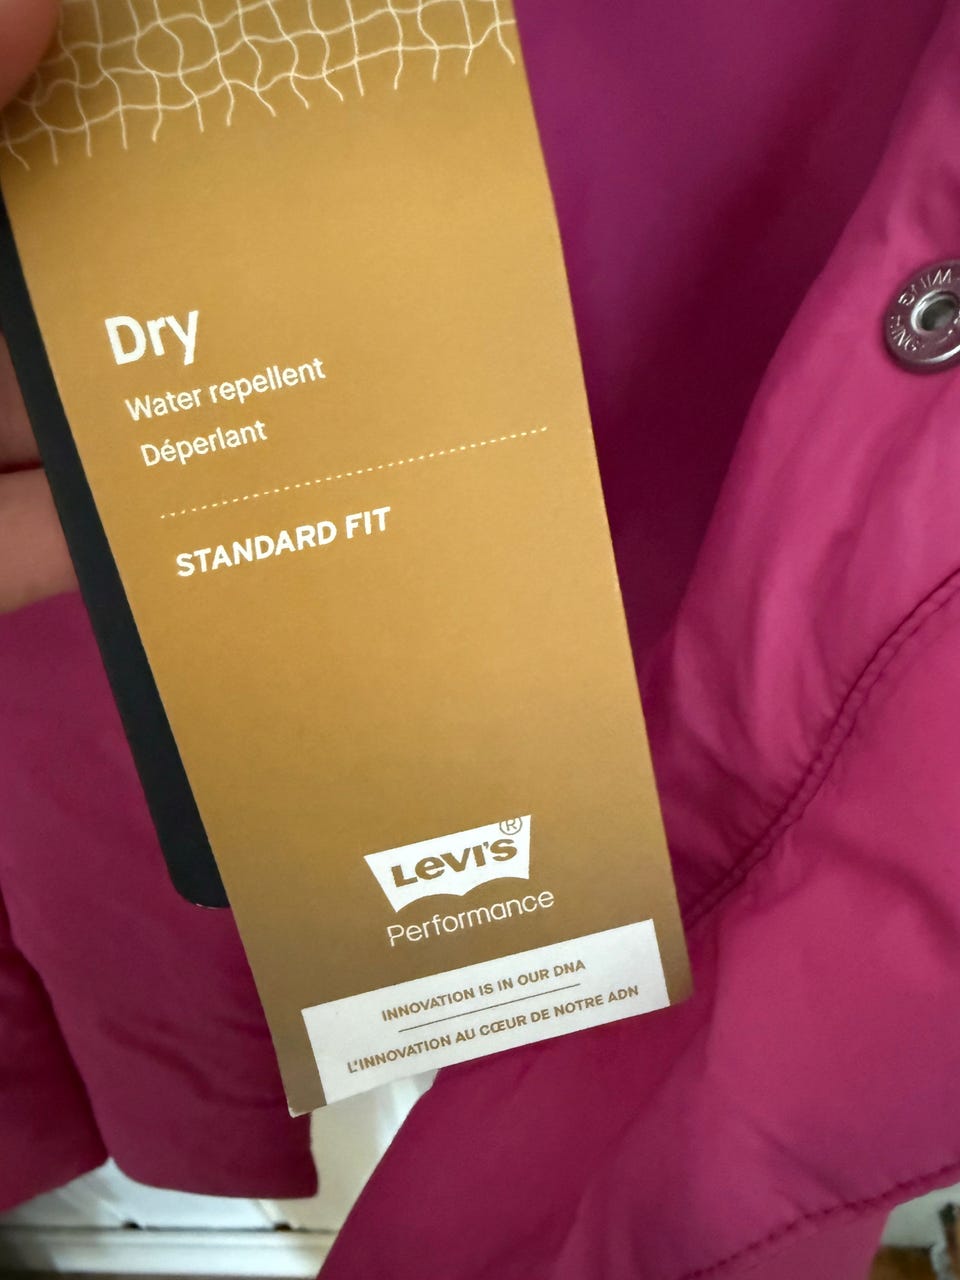 Dry
Water repellent
Déperlant
STANDARD FIT
LEVI'S®
Performance
INNOVATION IS IN OUR DNA
L'INNOVATION AU CŒUR DE NOTRE ADN